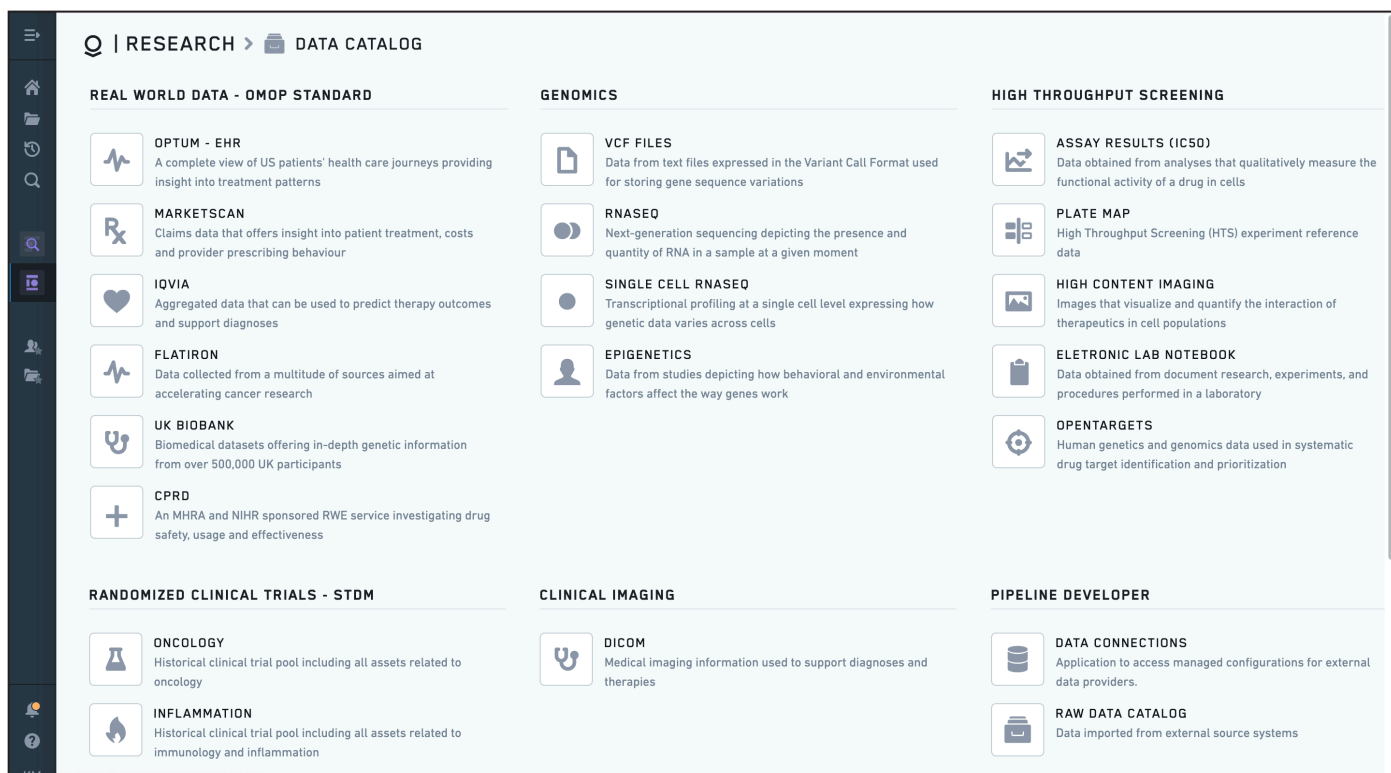 | RESEARCH > DATA CATALOG
REAL WORLD DATA - OMOP STANDARD
OPTUM - EHR
A complete view of US patients' health care journeys providing
insight into treatment patterns
MARKETSCAN
Claims data that offers insight into patient treatment, costs
and provider prescribing behaviour
IQVIA
Aggregated data that can be used to predict therapy outcomes
and support diagnoses
FLATIRON
Data collected from a multitude of sources aimed at
accelerating cancer research
UK BIOBANK
Biomedical datasets offering in-depth genetic information
from over 500,000 UK participants
CPRD
An MHRA and NIHR sponsored RWE service investigating drug
safety, usage and effectiveness
GENOMICS
VCF FILES
Data from text files expressed in the Variant Call Format used
for storing gene sequence variations
RNASEQ
Next-generation sequencing depicting the presence and
quantity of RNA in a sample at a given moment
SINGLE CELL RNASEQ
Transcriptional profiling at a single cell level expressing how
genetic data varies across cells
EPIGENETICS
Data from studies depicting how behavioral and environmental
factors affect the way genes work
HIGH THROUGHPUT SCREENING
ASSAY RESULTS (IC50)
Data obtained from analyses that qualitatively measure the
functional activity of a drug in cells
PLATE MAP
High Throughput Screening (HTS) experiment reference
data
HIGH CONTENT IMAGING
Images that visualize and quantify the interaction of
therapeutics in cell populations
ELETRONIC LAB NOTEBOOK
Data obtained from document research, experiments, and
procedures performed in a laboratory
OPENTARGETS
Human genetics and genomics data used in systematic
drug target identification and prioritization
RANDOMIZED CLINICAL TRIALS - STDM
ONCOLOGY
Historical clinical trial pool including all assets related to
oncology
INFLAMMATION
Historical clinical trial pool including all assets related to
immunology and inflammation
CLINICAL IMAGING
DICOM
Medical imaging information used to support diagnoses and
therapies
PIPELINE DEVELOPER
DATA CONNECTIONS
Application to access managed configurations for external
data providers.
RAW DATA CATALOG
Data imported from external source systems